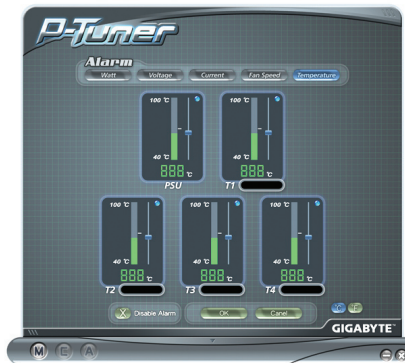 P-Tuner
Alarm
Watt Voltage Current Fan Speed Temperature
100 °C 100 °C
40 °C 40 °C
888 °C 888 °C
PSU T1
100 °C 100 °C 100 °C
40 °C 40 °C 40 °C
888 °C 888 °C 888 °C
T2 T3 T4
°C °F
X Disable Alarm OK Canel
GIGABYTE
M E A